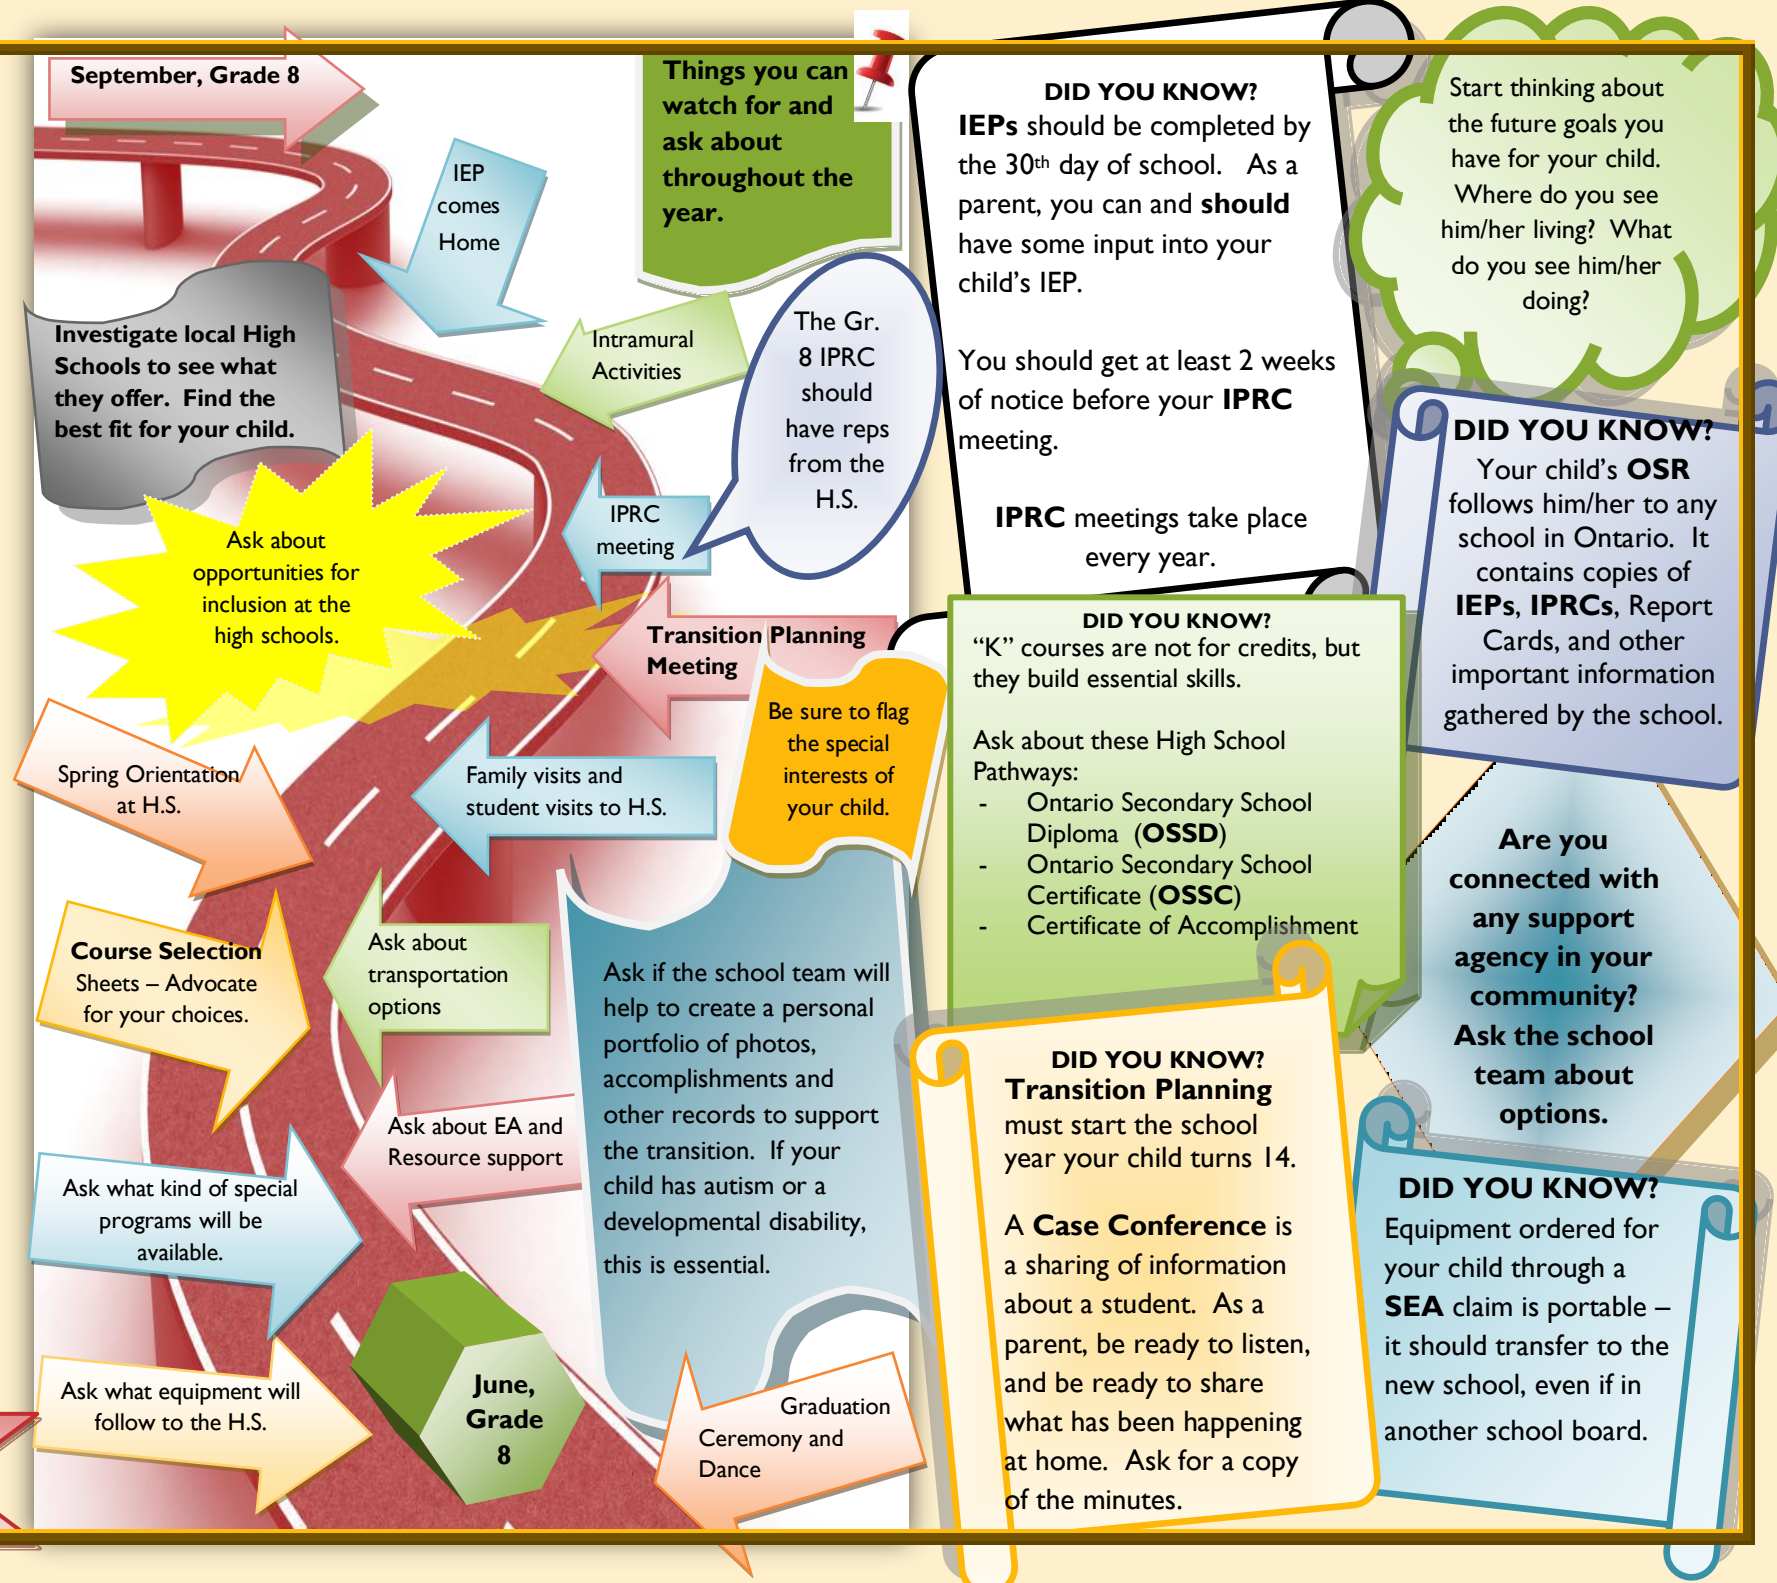 September, Grade 8
Things you can
watch for and
ask about
throughout the
year.
IEP
comes
Home
Investigate local High
Schools to see what
they offer.  Find the
best fit for your child.
Intramural
Activities
The Gr.
8 IPRC
should
have reps
from the
H.S.
IPRC
meeting
Ask about
opportunities for
inclusion at the
high schools.
Transition Planning
Meeting
Be sure to flag
the special
interests of
your child.
Spring Orientation
at H.S.
Family visits and
student visits to H.S.
Course Selection
Sheets – Advocate
for your choices.
Ask about
transportation
options
Ask if the school team will
help to create a personal
portfolio of photos,
accomplishments and
other records to support
the transition.  If your
child has autism or a
developmental disability,
this is essential.
Ask about EA and
Resource support
Ask what kind of special
programs will be
available.
Ask what equipment will
follow to the H.S.
June,
Grade
8
Graduation
Ceremony and
Dance
DID YOU KNOW?
IEPs should be completed by
the 30th day of school.   As a
parent, you can and should
have some input into your
child's IEP.
You should get at least 2 weeks
of notice before your IPRC
meeting.
IPRC meetings take place
every year.
DID YOU KNOW?
“K” courses are not for credits, but
they build essential skills.
Ask about these High School
Pathways:
- Ontario Secondary School
Diploma  (OSSD)
- Ontario Secondary School
Certificate (OSSC)
- Certificate of Accomplishment
DID YOU KNOW?
Transition Planning
must start the school
year your child turns 14.
A Case Conference is
a sharing of information
about a student.  As a
parent, be ready to listen,
and be ready to share
what has been happening
at home.  Ask for a copy
of the minutes.
Start thinking about
the future goals you
have for your child.
Where do you see
him/her living?  What
do you see him/her
doing?
DID YOU KNOW?
Your child's OSR
follows him/her to any
school in Ontario.  It
contains copies of
IEPs, IPRCs, Report
Cards, and other
important information
gathered by the school.
Are you
connected with
any support
agency in your
community?
Ask the school
team about
options.
DID YOU KNOW?
Equipment ordered for
your child through a
SEA claim is portable –
it should transfer to the
new school, even if in
another school board.